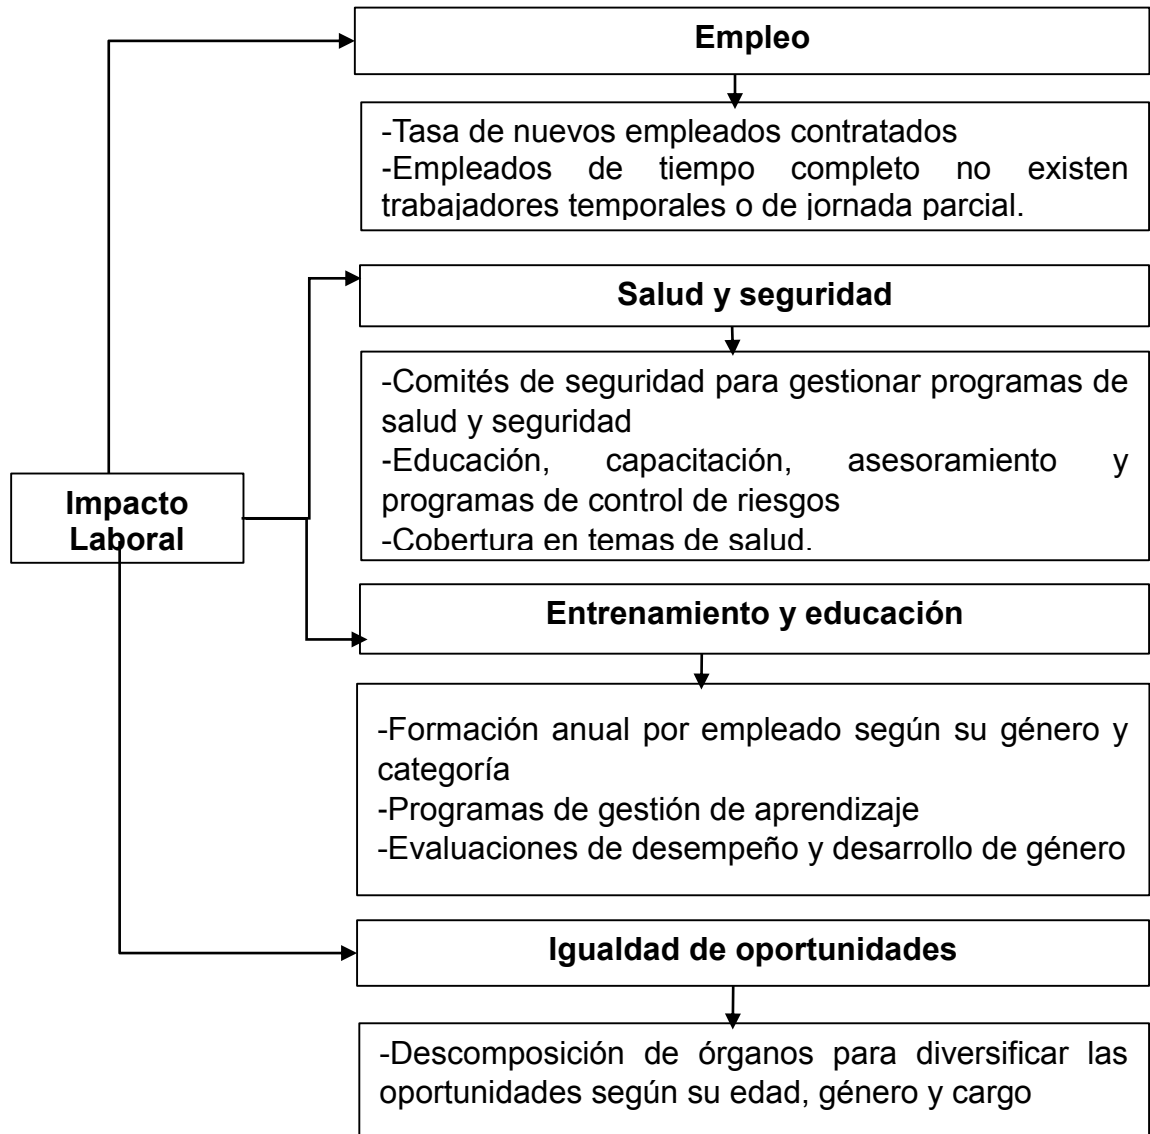 Empleo
-Tasa de nuevos empleados contratados
-Empleados de tiempo completo no existen
trabajadores temporales o de jornada parcial.
Salud y seguridad
-Comités de seguridad para gestionar programas de
salud y seguridad
-Educación, capacitación, asesoramiento y
programas de control de riesgos
-Cobertura en temas de salud.
Impacto
Laboral
Entrenamiento y educación
-Formación anual por empleado según su género y
categoría
-Programas de gestión de aprendizaje
-Evaluaciones de desempeño y desarrollo de género
Igualdad de oportunidades
-Descomposición de órganos para diversificar las
oportunidades según su edad, género y cargo